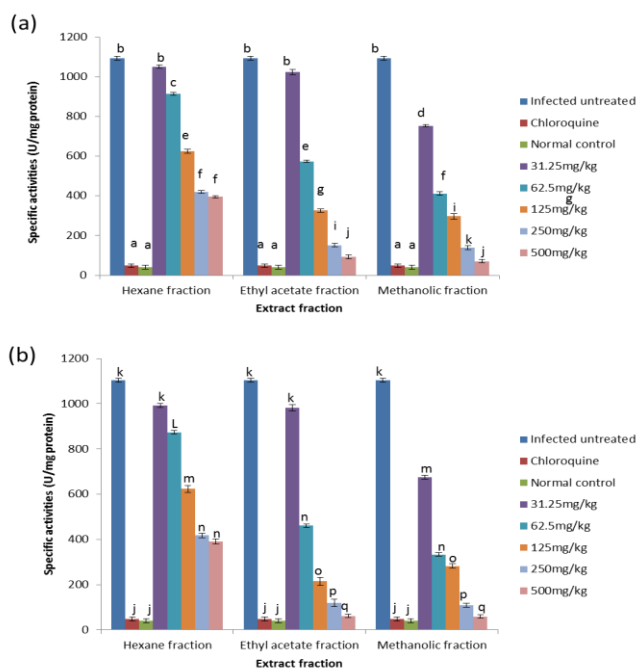 (a)
1200
1000
800
600
400
200
0
Specific activities (U/mg protein)
b b b b b
c
d
e e
f f f
g
i i
j
k
j
a a a a a a
Hexane fraction Ethyl acetate fraction Methanolic fraction
Extract fraction
Infected untreated
Chloroquine
Normal control
31.25mg/kg
62.5mg/kg
g
125mg/kg
250mg/kg
500mg/kg
(b)
1200
1000
800
600
400
200
0
Specific activities (U/mg protein)
k k k k k
L
m m
n n n n
o o
p p
q q
j j j j j j
Hexane fraction Ethyl acetate fraction Methanolic fraction
Extract fraction
Infected untreated
Chloroquine
Normal control
31.25mg/kg
62.5mg/kg
125mg/kg
250mg/kg
500mg/kg